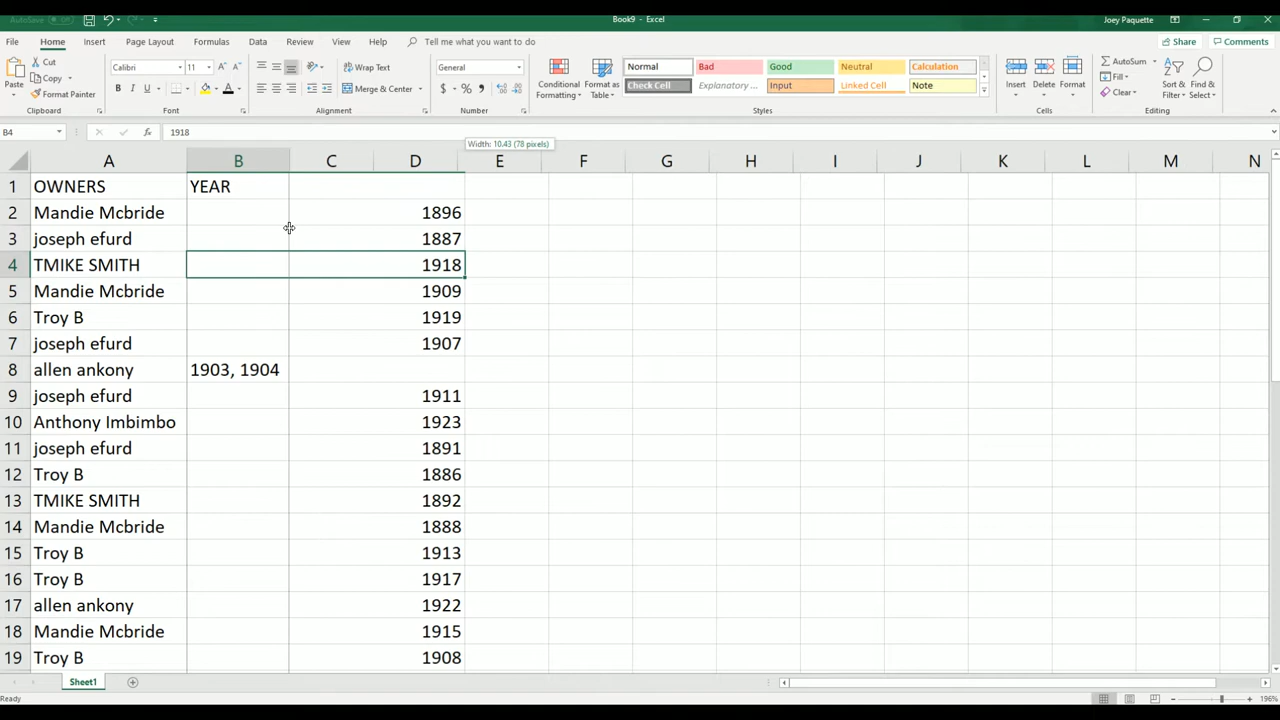 AutoSave
Book9 - Excel
Joey Paquette
File Home Insert Page Layout Formulas Data Review View Help Tell me what you want to do
Share Comments
Cut
Copy
Format Painter
Paste
Clipboard
Calibri 11
B I U A
Font
Wrap Text
Merge & Center
Alignment
General
$ % ,
Number
Conditional Formatting
Format as Table
Normal Bad Good Neutral Calculation
Check Cell Explanatory ... Input Linked Cell Note
Styles
Insert Delete Format
Cells
AutoSum
Fill
Clear
Sort & Filter
Find & Select
Editing
B4 fx 1918
Width: 10.43 (78 pixels)
A B C D E F G H I J K L M N
1 OWNERS YEAR
2 Mandie Mcbride 1896
3 joseph efurd 1887
4 TMIKE SMITH 1918
5 Mandie Mcbride 1909
6 Troy B 1919
7 joseph efurd 1907
8 allen ankony 1903, 1904
9 joseph efurd 1911
10 Anthony Imbimbo 1923
11 joseph efurd 1891
12 Troy B 1886
13 TMIKE SMITH 1892
14 Mandie Mcbride 1888
15 Troy B 1913
16 Troy B 1917
17 allen ankony 1922
18 Mandie Mcbride 1915
19 Troy B 1908
Sheet1
Ready
196%